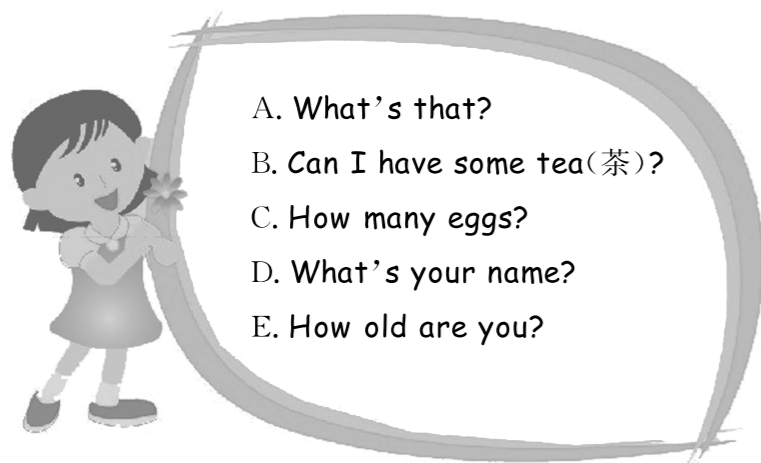 A. What's that?
B. Can I have some tea(茶)?
C. How many eggs?
D. What's your name?
E. How old are you?